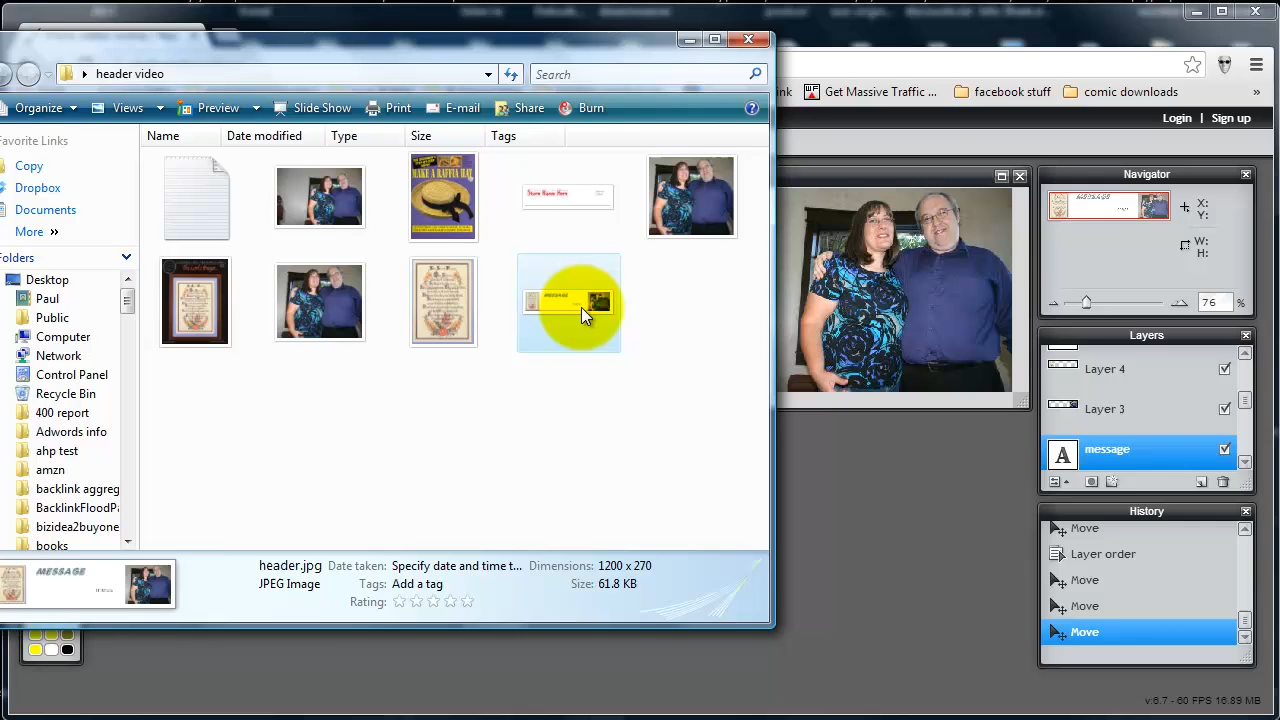 header video
Search
Organize Views Preview Slide Show Print E-mail Share Burn
Get Massive Traffic ... facebook stuff comic downloads »
Login | Sign up
Favorite Links
Copy
Dropbox
Documents
More »
Folders
Desktop
Paul
Public
Computer
Network
Control Panel
Recycle Bin
400 report
Adwords info
ahp test
amzn
backlink aggreg
BacklinkFloodP
bizidea2buyone
books
Name Date modified Type Size Tags
MAKE A RAFFIA HAT
Store Name Here
MESSAGE
MESSAGE
header.jpg Date taken: Specify date and time t... Dimensions: 1200 x 270
JPEG Image Tags: Add a tag Size: 61.8 KB
Rating:
Navigator
MESSAGE
X:
Y:
W:
H:
76 %
Layers
Layer 4
Layer 3
A message
History
Move
Layer order
Move
Move
Move
v:6.7 - 60 FPS 16.89 MB